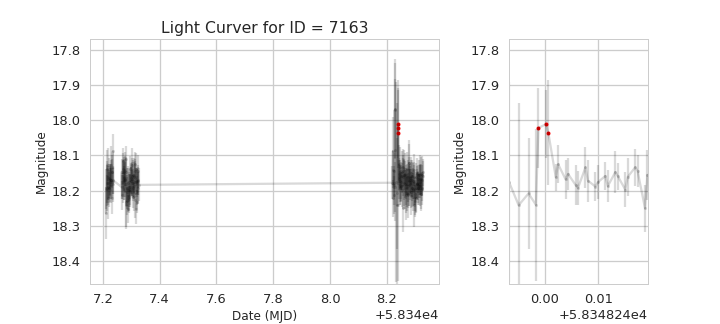 Light Curver for ID = 7163
17.8
17.9
18.0
18.1
18.2
18.3
18.4
Magnitude
7.2 7.4 7.6 7.8 8.0 8.2
Date (MJD)
+5.834e4
17.8
17.9
18.0
18.1
18.2
18.3
18.4
Magnitude
0.00 0.01
+5.834824e4